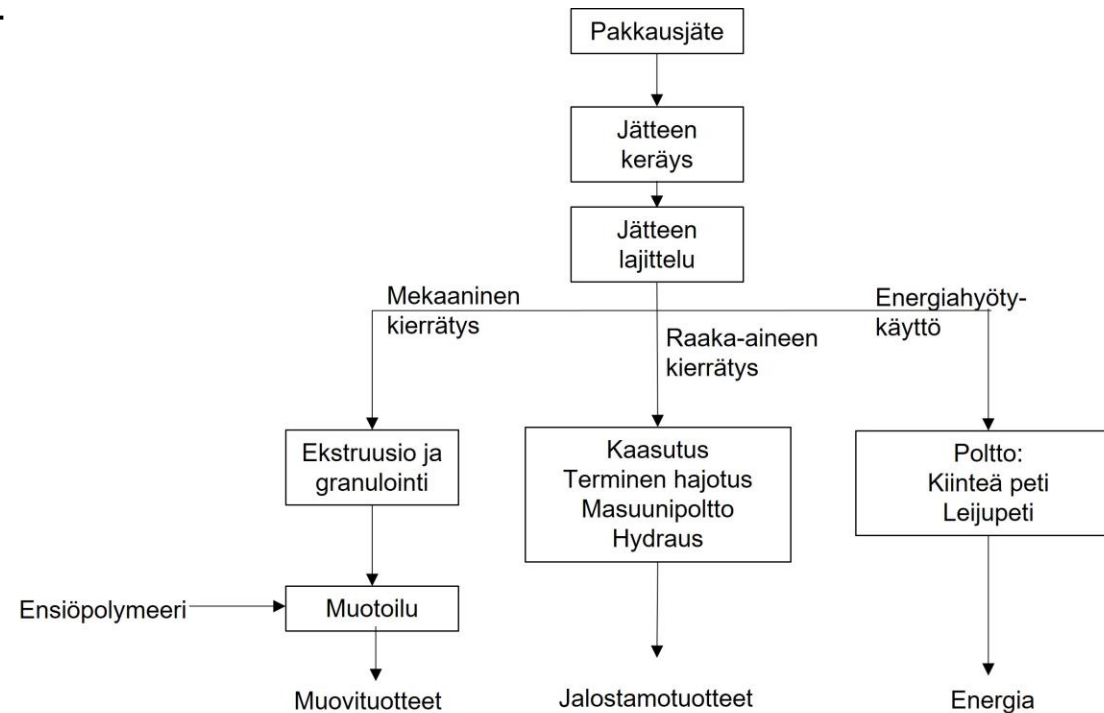 Pakkausjäte
Jätteen
keräys
Jätteen
lajittelu
Mekaaninen
kierrätys
Raaka-aineen
kierrätys
Energiahyöty-
käyttö
Ekstruusio ja
granulointi
Kaasutus
Terminen hajotus
Masuunipoltto
Hydraus
Poltto:
Kiinteä peti
Leijupeti
Ensiöpolymeeri
Muotoilu
Muovituotteet
Jalostamotuotteet
Energia